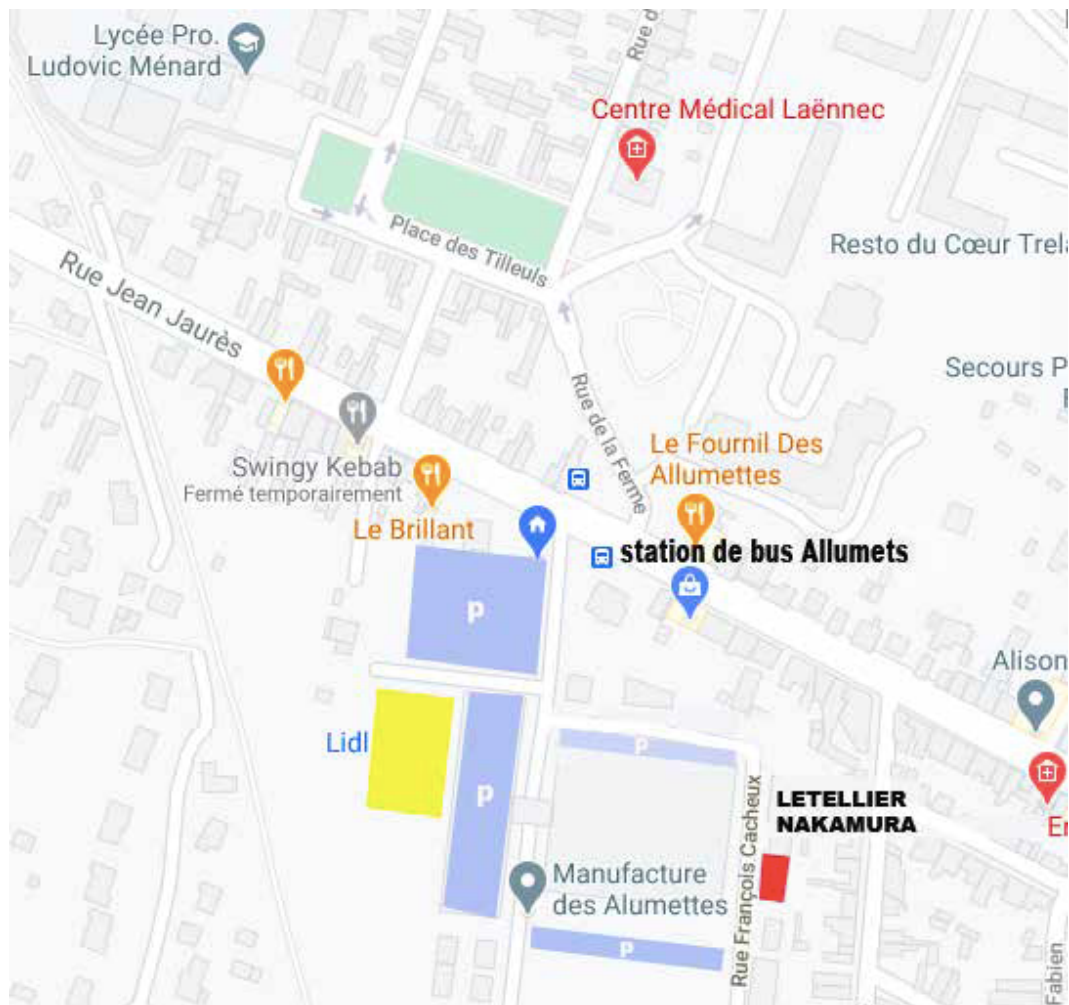 Lycée Pro.
Ludovic Ménard
Rue d
Centre Médical Laënnec
Place des Tilleuls
Resto du Cœur Trela
Rue Jean Jaurès
Secours P
Rue de la Ferme
Le Fournil Des
Allumettes
Swingy Kebab
Fermé temporairement
Le Brillant
station de bus Allumets
P
Alison
Lidl
P
P
LETELLIER
NAKAMURA
Er
Manufacture
des Alumettes
Rue François Cacheux
P
Fabien